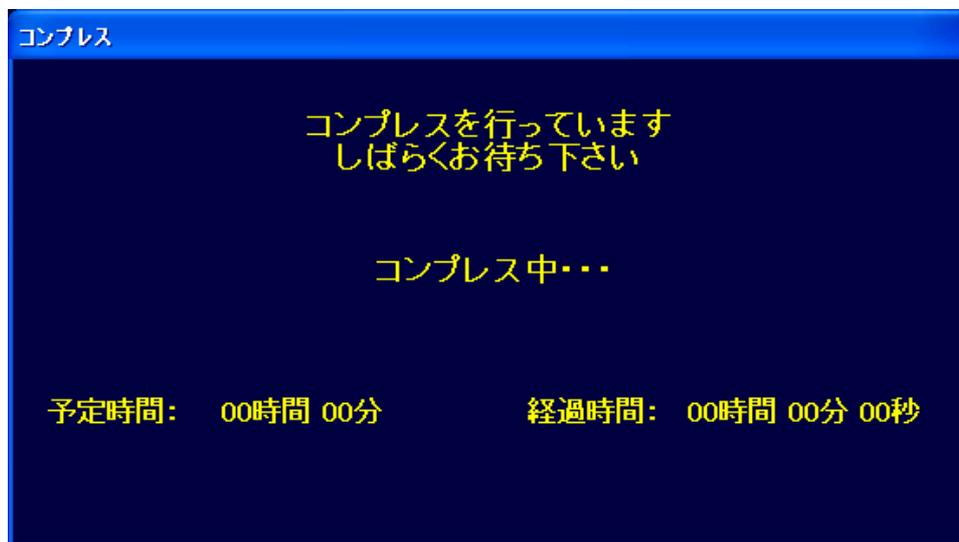 コンプレス
コンプレスを行っています
しばらくお待ち下さい
コンプレス中・・・
予定時間： 00時間 00分 経過時間： 00時間 00分 00秒